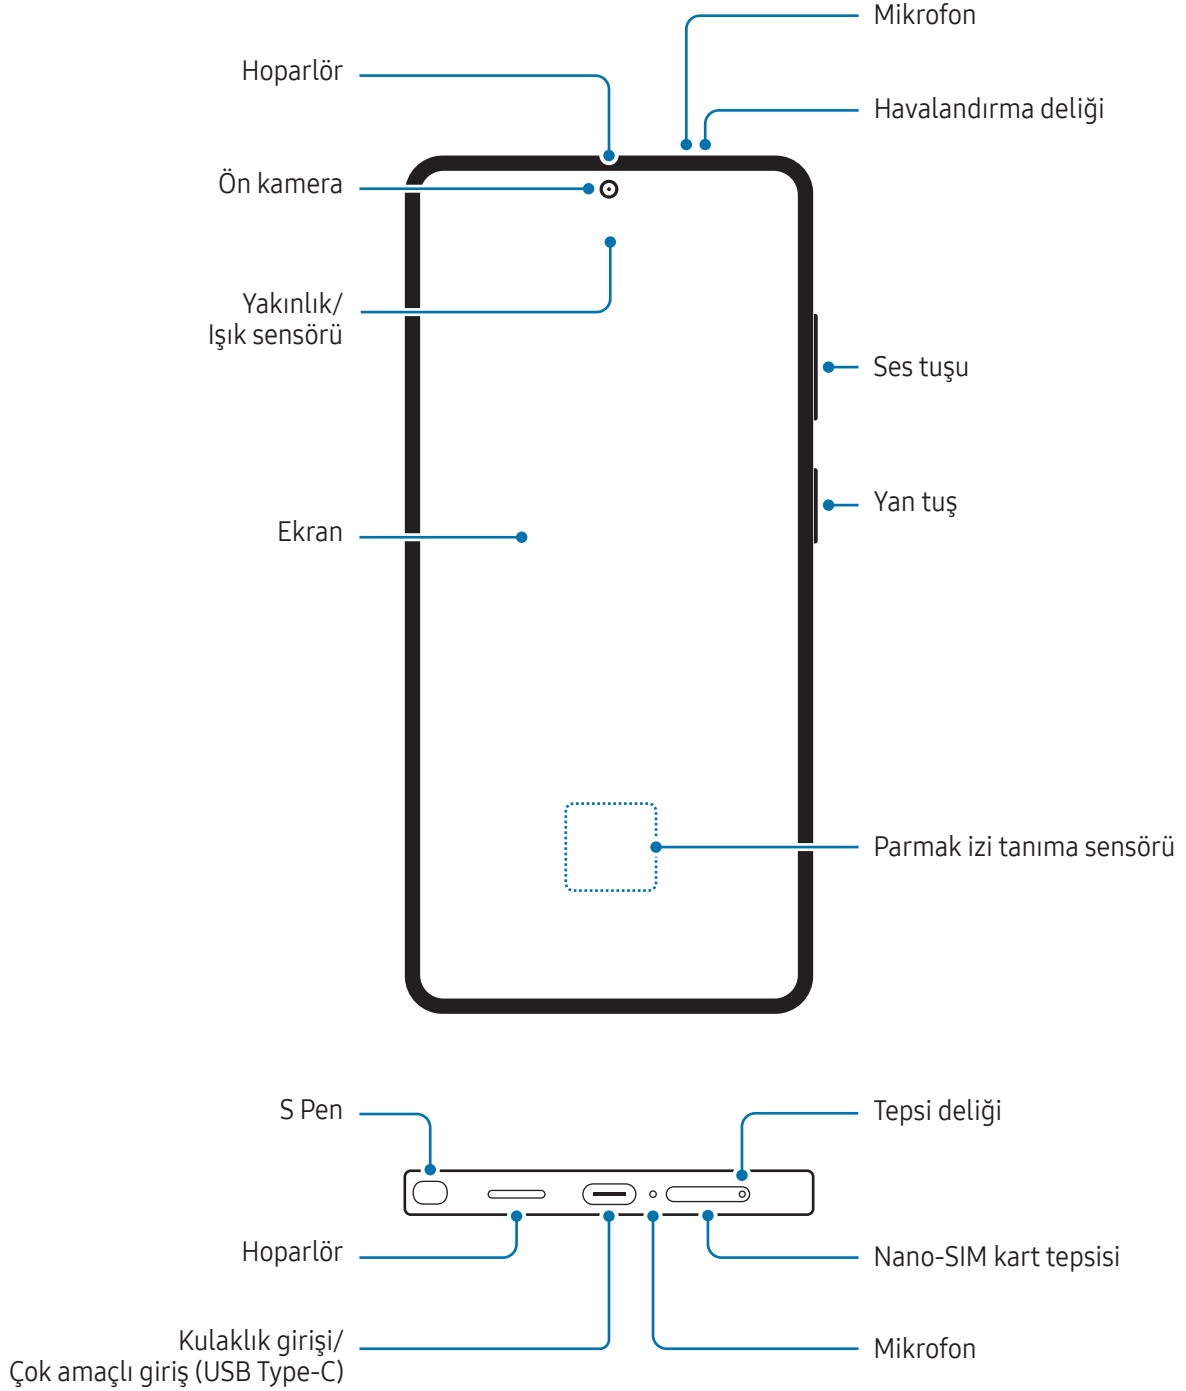 Mikrofon
Hoparlör
Havalandırma deliği
Ön kamera
Yakınlık/
Işık sensörü
Ses tuşu
Yan tuş
Ekran
Parmak izi tanıma sensörü
S Pen
Tepsi deliği
Hoparlör
Nano-SIM kart tepsisi
Kulaklık girişi/
Çok amaçlı giriş (USB Type-C)
Mikrofon